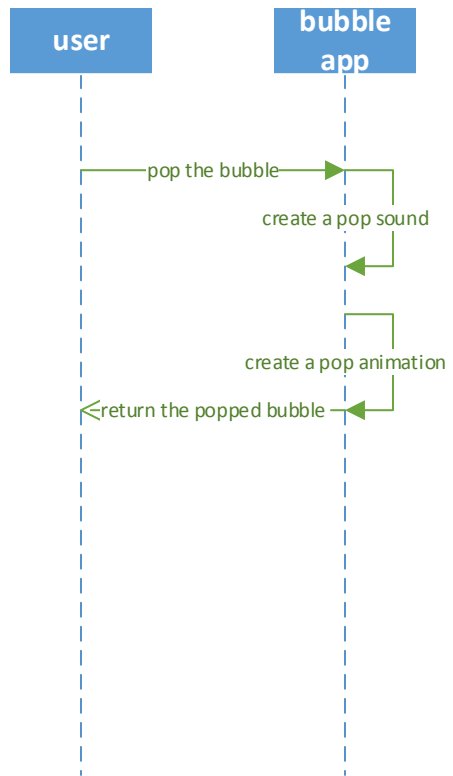 user
bubble
app
pop the bubble
create a pop sound
create a pop animation
return the popped bubble